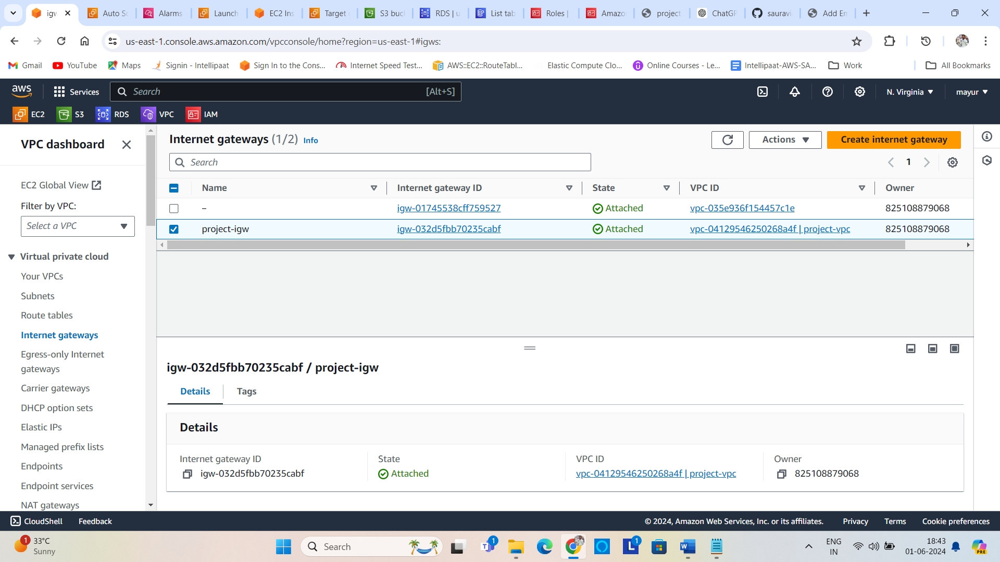 igw
Auto Sc
Alarms
Launch
EC2 Ins
Target
S3 buc
RDS | u
List tab
Roles |
Amazo
project
ChatGP
saurav
Add En
us-east-1.console.aws.amazon.com/vpcconsole/home?region=us-east-1#igws:
Gmail
YouTube
Maps
Signin - Intellipaat
Sign In to the Cons...
Internet Speed Test...
AWS::EC2::RouteTabl...
Elastic Compute Clo...
Online Courses - Le...
Intellipaat-AWS-SA...
Work
All Bookmarks
aws
Services
Search
[Alt+S]
N. Virginia
mayur
EC2
S3
RDS
VPC
IAM
VPC dashboard
EC2 Global View
Filter by VPC:
Select a VPC
Virtual private cloud
Your VPCs
Subnets
Route tables
Internet gateways
Egress-only Internet
gateways
Carrier gateways
DHCP option sets
Elastic IPs
Managed prefix lists
Endpoints
Endpoint services
NAT gateways
Internet gateways (1/2) Info
Actions
Create internet gateway
Search
1
Name
Internet gateway ID
State
VPC ID
Owner
– igw-01745538cff759527 Attached vpc-035e936f154457c1e 825108879068
project-igw igw-032d5fbb70235cabf Attached vpc-04129546250268a4f | project-vpc 825108879068
igw-032d5fbb70235cabf / project-igw
Details
Tags
Details
Internet gateway ID
igw-032d5fbb70235cabf
State
Attached
VPC ID
vpc-04129546250268a4f | project-vpc
Owner
825108879068
CloudShell
Feedback
© 2024, Amazon Web Services, Inc. or its affiliates.
Privacy
Terms
Cookie preferences
1
33°C
Sunny
Search
1
1
ENG
IN
18:43
01-06-2024
PRE